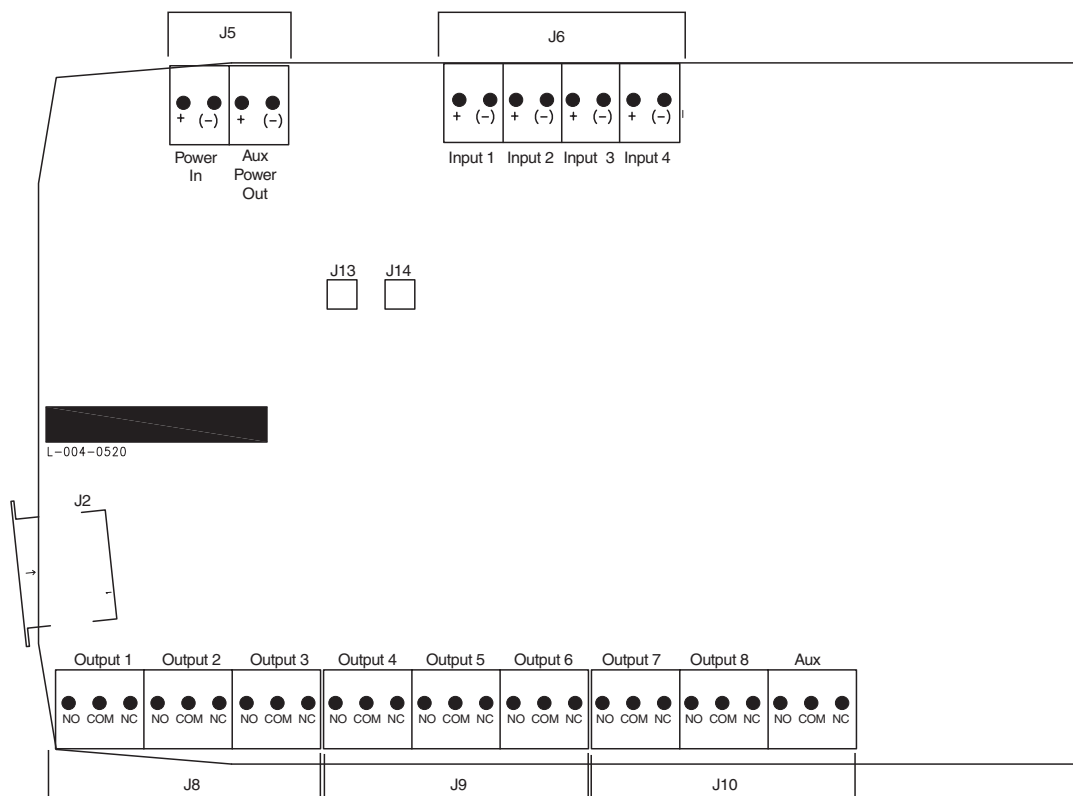 J5
J6
+ (–) + (–)
+ (–) + (–) + (–) + (–)
Power In
Aux Power Out
Input 1 Input 2 Input 3 Input 4
J13 J14
L-004-0520
J2
Output 1 Output 2 Output 3 Output 4 Output 5 Output 6 Output 7 Output 8 Aux
NO COM NC NO COM NC NO COM NC NO COM NC NO COM NC NO COM NC NO COM NC NO COM NC NO COM NC
J8 J9 J10